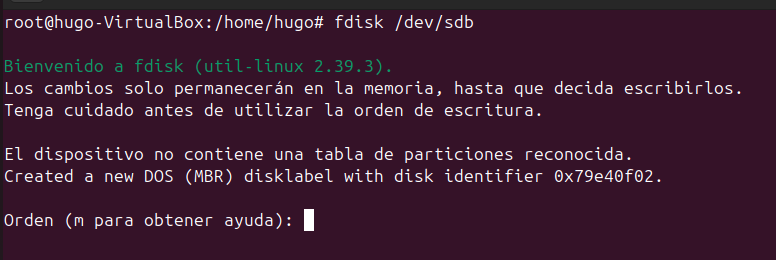 root@hugo-VirtualBox:/home/hugo# fdisk /dev/sdb
Bienvenido a fdisk (util-linux 2.39.3).
Los cambios solo permanecerán en la memoria, hasta que decida escribirlos.
Tenga cuidado antes de utilizar la orden de escritura.
El dispositivo no contiene una tabla de particiones reconocida.
Created a new DOS (MBR) disklabel with disk identifier 0x79e40f02.
Orden (m para obtener ayuda):